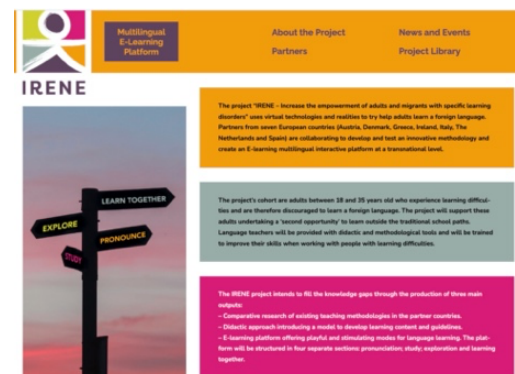 Multilingual
E-Learning
Platform
About the Project
News and Events
Partners
Project Library
IRENE
LEARN TOGETHER
EXPLORE
PRONOUNCE
STUDY
The project "IRENE – increase the empowerment of adults and migrants with specific learning
disorders" uses virtual technologies and realities to try help adults learn a foreign language.
Partners from seven European countries (Austria, Denmark, Greece, Ireland, Italy, The
Netherlands and Spain) are collaborating to develop and test an innovative methodology and
create an E-learning multilingual interactive platform at a transnational level.
The project's cohort are adults between 18 and 35 years old who experience learning difficul-
ties and are therefore discouraged to learn a foreign language. The project will support these
adults undertaking a 'second opportunity' to learn outside the traditional school paths.
Language teachers will be provided with didactic and methodological tools and will be trained
to improve their skills when working with people with learning difficulties.
The IRENE project intends to fill the knowledge gaps through the production of three main
outputs:
– Comparative research of existing teaching methodologies in the partner countries.
– Didactic approach introducing a model to develop learning content and guidelines.
– E-learning platform offering playful and stimulating modes for language learning. The plat-
form will be structured in four separate sections: pronunciation; study; exploration and learning
together.